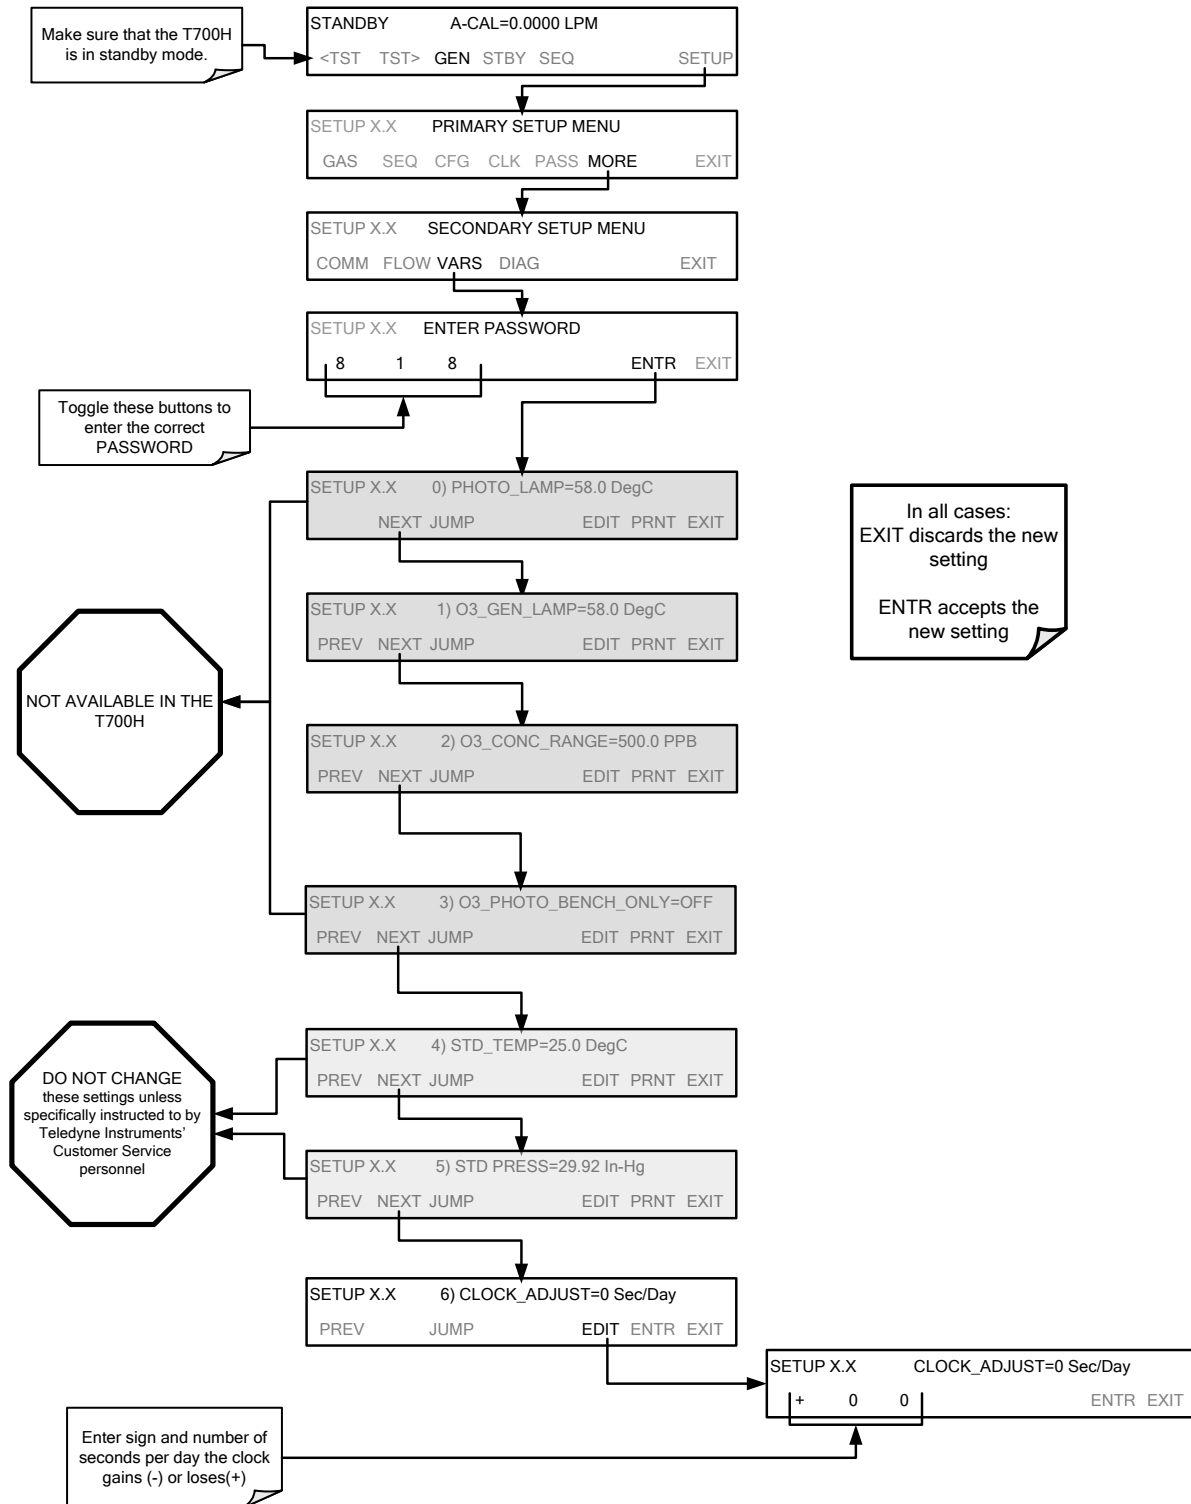 Make sure that the T700H
is in standby mode.
STANDBY A-CAL=0.0000 LPM
<TST TST> GEN STBY SEQ SETUP
SETUP X.X PRIMARY SETUP MENU
GAS SEQ CFG CLK PASS MORE EXIT
SETUP X.X SECONDARY SETUP MENU
COMM FLOW VARS DIAG EXIT
SETUP X.X ENTER PASSWORD
8 1 8 ENTR EXIT
Toggle these buttons to
enter the correct
PASSWORD
SETUP X.X 0) PHOTO_LAMP=58.0 DegC
NEXT JUMP EDIT PRNT EXIT
In all cases:
EXIT discards the new
setting
ENTR accepts the
new setting
SETUP X.X 1) O3_GEN_LAMP=58.0 DegC
PREV NEXT JUMP EDIT PRNT EXIT
NOT AVAILABLE IN THE
T700H
SETUP X.X 2) O3_CONC_RANGE=500.0 PPB
PREV NEXT JUMP EDIT PRNT EXIT
SETUP X.X 3) O3_PHOTO_BENCH_ONLY=OFF
PREV NEXT JUMP EDIT PRNT EXIT
SETUP X.X 4) STD_TEMP=25.0 DegC
PREV NEXT JUMP EDIT PRNT EXIT
DO NOT CHANGE
these settings unless
specifically instructed to by
Teledyne Instruments’
Customer Service
personnel
SETUP X.X 5) STD PRESS=29.92 In-Hg
PREV NEXT JUMP EDIT PRNT EXIT
SETUP X.X 6) CLOCK_ADJUST=0 Sec/Day
PREV JUMP EDIT ENTR EXIT
SETUP X.X CLOCK_ADJUST=0 Sec/Day
+ 0 0 ENTR EXIT
Enter sign and number of
seconds per day the clock
gains (-) or loses(+)